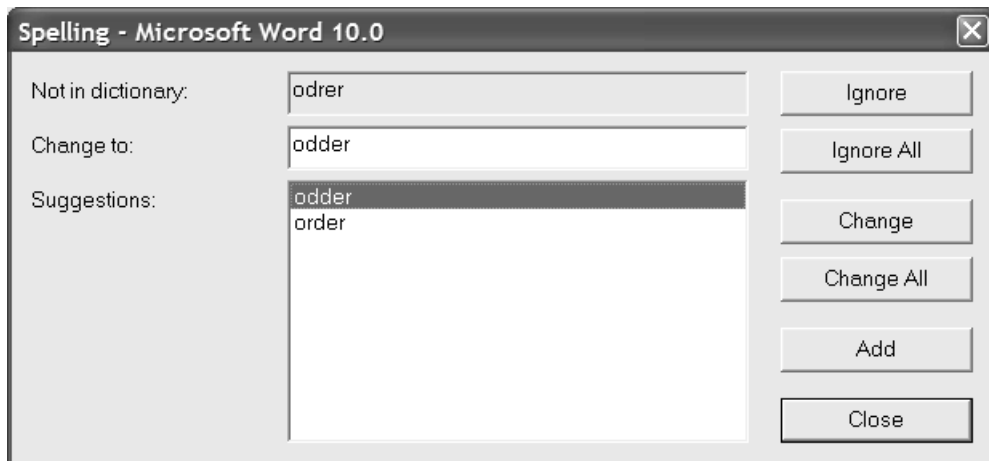 Spelling - Microsoft Word 10.0
Not in dictionary: odrer Ignore
Change to: odder Ignore All
Suggestions: odder
order Change
Change All
Add
Close